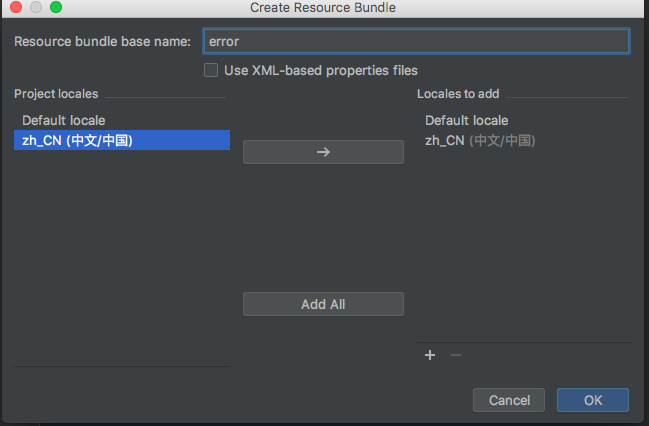 Create Resource Bundle
Resource bundle base name: error
Use XML-based properties files
Project locales
Default locale
zh_CN (中文/中国)
Locales to add
Default locale
zh_CN (中文/中国)
Add All
Cancel
OK